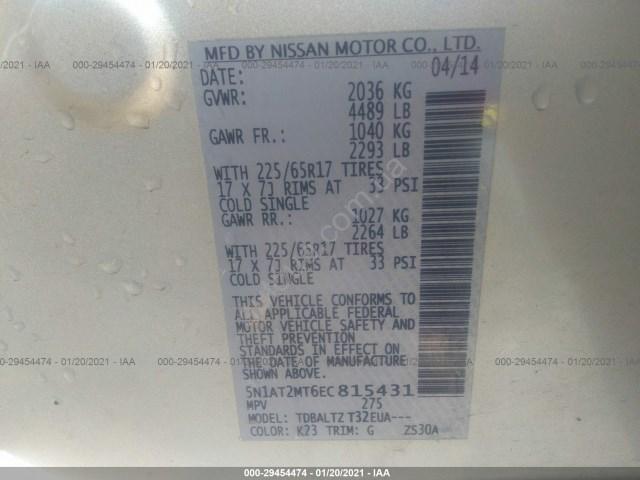 MFD BY NISSAN MOTOR CO., LTD.
DATE: 04/14
GVWR: 2036 KG
4489 LB
GAWR FR.: 1040 KG
2293 LB
WITH 225/65R17 TIRES
17 X 7J RIMS AT 33 PSI
COLD SINGLE
GAWR RR.: 1027 KG
2264 LB
WITH 225/65R17 TIRES
17 X 7J RIMS AT 33 PSI
COLD SINGLE
THIS VEHICLE CONFORMS TO
ALL APPLICABLE FEDERAL
MOTOR VEHICLE SAFETY AND
THEFT PREVENTION
STANDARDS IN EFFECT ON
THE DATE OF MANUFACTURE
SHOWN ABOVE.
5N1AT2MT6EC815431
MPV 275
MODEL: TDBALTZ T32EUA---
COLOR: K23 TRIM: G ZS30A
000-29454474 - 01/20/2021 - IAA